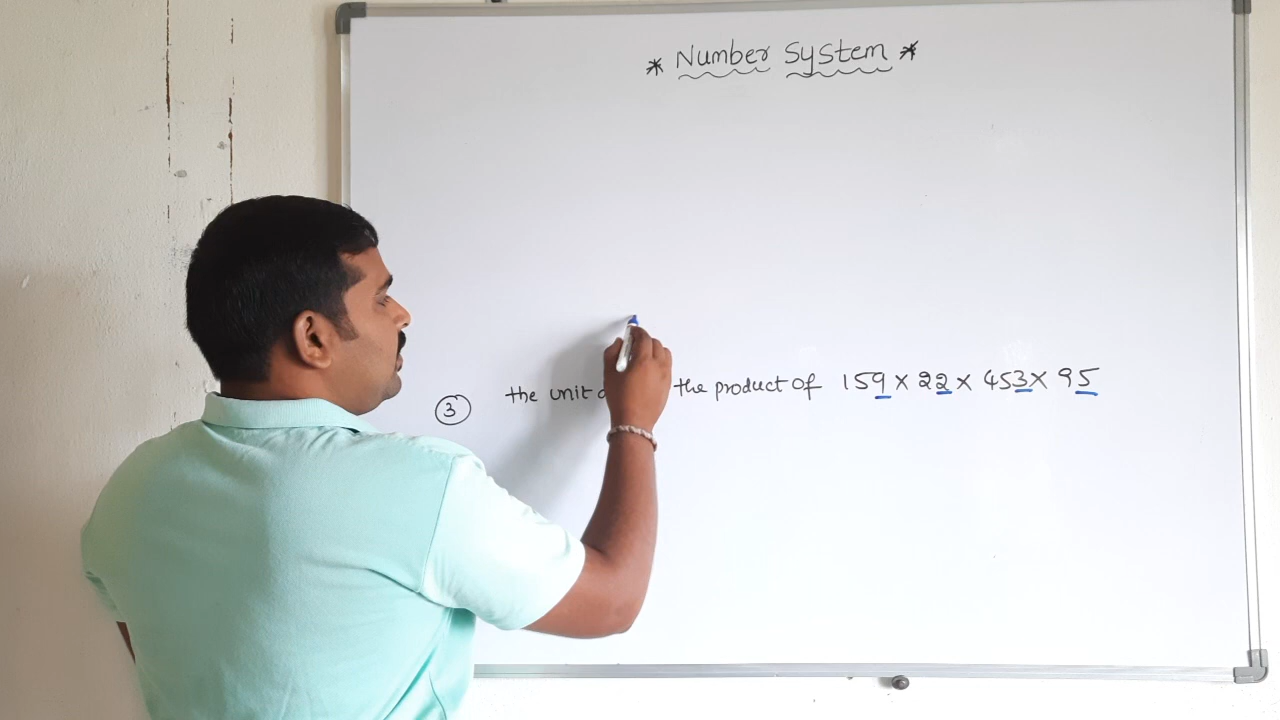 * Number System *
3 the unit the product of 159 x 22 x 453 x 95